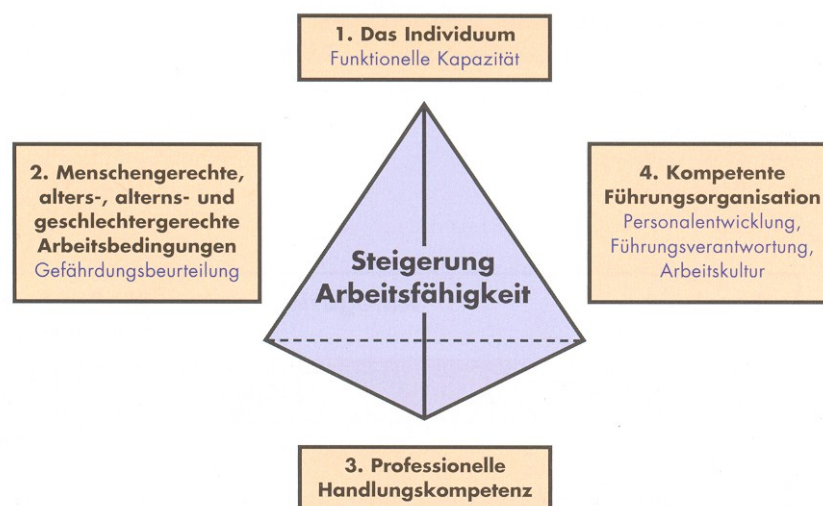 1. Das Individuum
Funktionelle Kapazität
2. Menschengerechte,
alters-, alterns- und
geschlechtergerechte
Arbeitsbedingungen
Gefährdungsbeurteilung
4. Kompetente
Führungsorganisation
Personalentwicklung,
Führungsverantwortung,
Arbeitskultur
Steigerung
Arbeitsfähigkeit
3. Professionelle
Handlungskompetenz